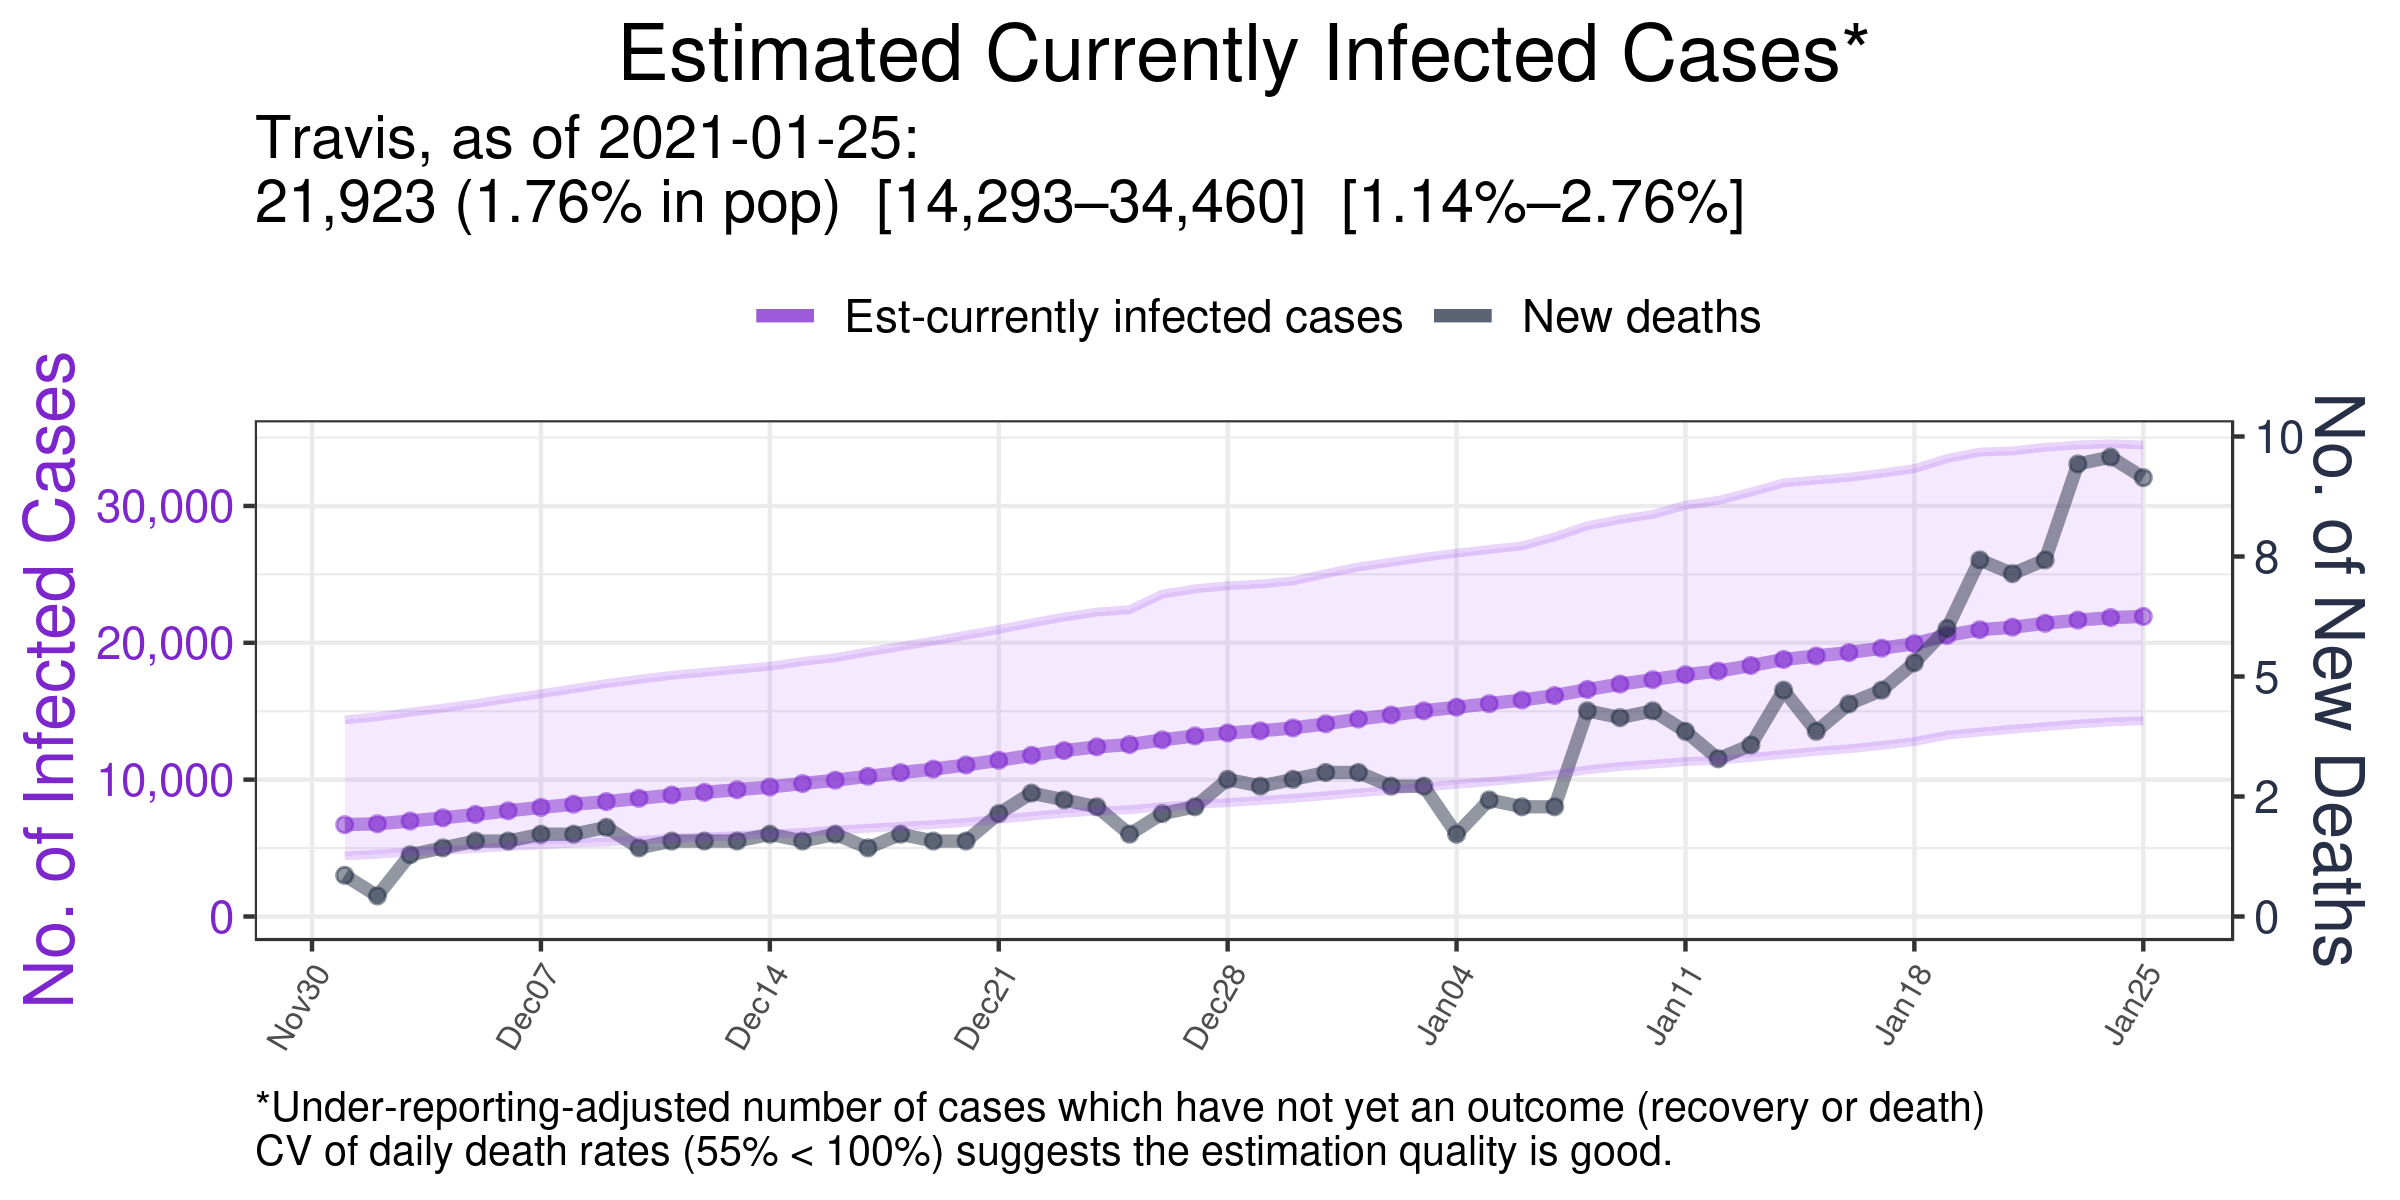 Estimated Currently Infected Cases*
Travis, as of 2021-01-25:
21,923 (1.76% in pop)  [14,293–34,460]  [1.14%–2.76%]
Est-currently infected cases
New deaths
No. of Infected Cases
30,000
20,000
10,000
0
10
8
5
2
0
No. of New Deaths
Nov30
Dec07
Dec14
Dec21
Dec28
Jan04
Jan11
Jan18
Jan25
*Under-reporting-adjusted number of cases which have not yet an outcome (recovery or death)
CV of daily death rates (55% < 100%) suggests the estimation quality is good.